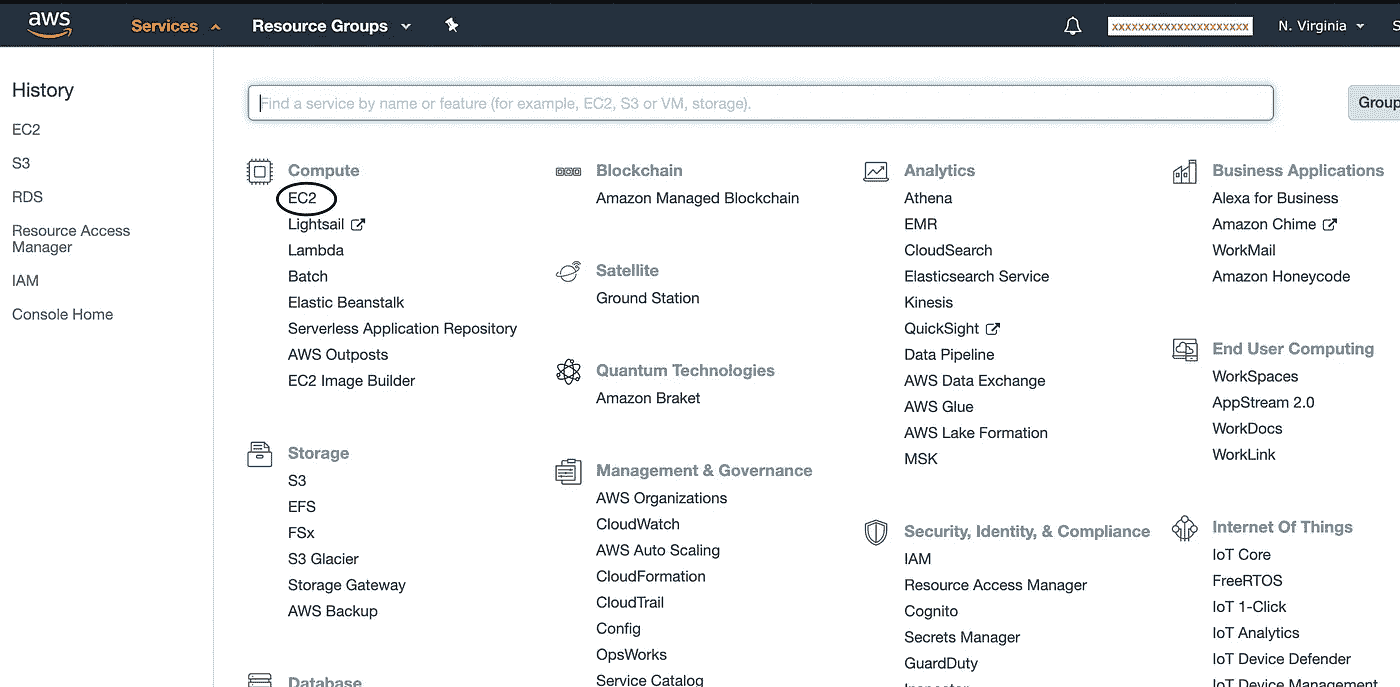 aws Services Resource Groups xxxxxxxxxxxxxxxxxxxxx N. Virginia S
History
EC2
S3
RDS
Resource Access
Manager
IAM
Console Home
Find a service by name or feature (for example, EC2, S3 or VM, storage).
Group
Compute
EC2
Lightsail
Lambda
Batch
Elastic Beanstalk
Serverless Application Repository
AWS Outposts
EC2 Image Builder
Storage
S3
EFS
FSx
S3 Glacier
Storage Gateway
AWS Backup
Database
Blockchain
Amazon Managed Blockchain
Satellite
Ground Station
Quantum Technologies
Amazon Braket
Management & Governance
AWS Organizations
CloudWatch
AWS Auto Scaling
CloudFormation
CloudTrail
Config
OpsWorks
Service Catalog
Analytics
Athena
EMR
CloudSearch
Elasticsearch Service
Kinesis
QuickSight
Data Pipeline
AWS Data Exchange
AWS Glue
AWS Lake Formation
MSK
Security, Identity, & Compliance
IAM
Resource Access Manager
Cognito
Secrets Manager
GuardDuty
Inspector
Business Applications
Alexa for Business
Amazon Chime
WorkMail
Amazon Honeycode
End User Computing
WorkSpaces
AppStream 2.0
WorkDocs
WorkLink
Internet Of Things
IoT Core
FreeRTOS
IoT 1-Click
IoT Analytics
IoT Device Defender
IoT Device Management